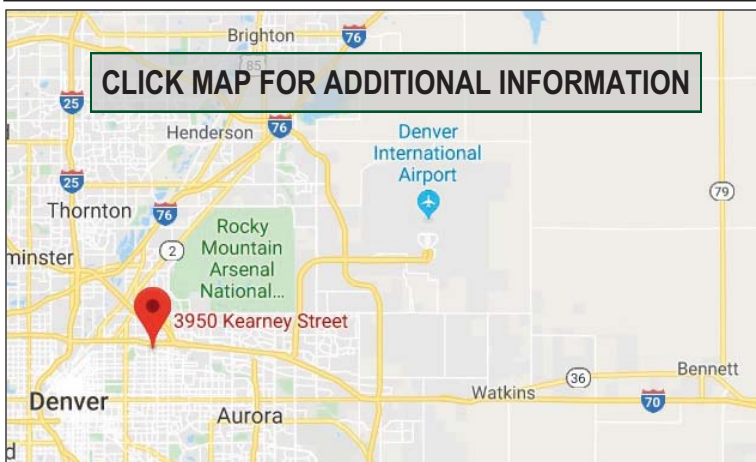 Brighton
76
85
CLICK MAP FOR ADDITIONAL INFORMATION
25
Henderson
76
Denver
International
Airport
25
79
Thornton
76
Rocky
Mountain
Arsenal
National...
2
minster
3950 Kearney Street
Bennett
36
Watkins
70
Denver
Aurora
d